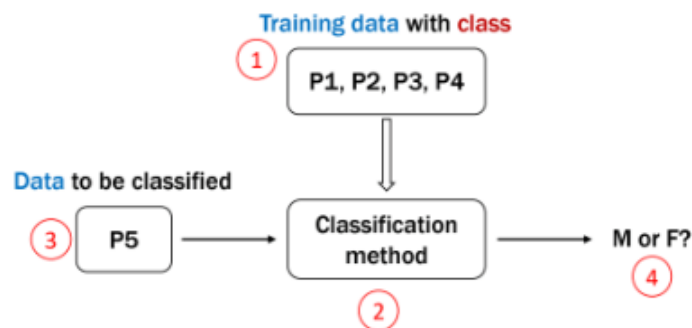 Training data with class
1
P1, P2, P3, P4
Data to be classified
3
P5
Classification
method
M or F?
4
2